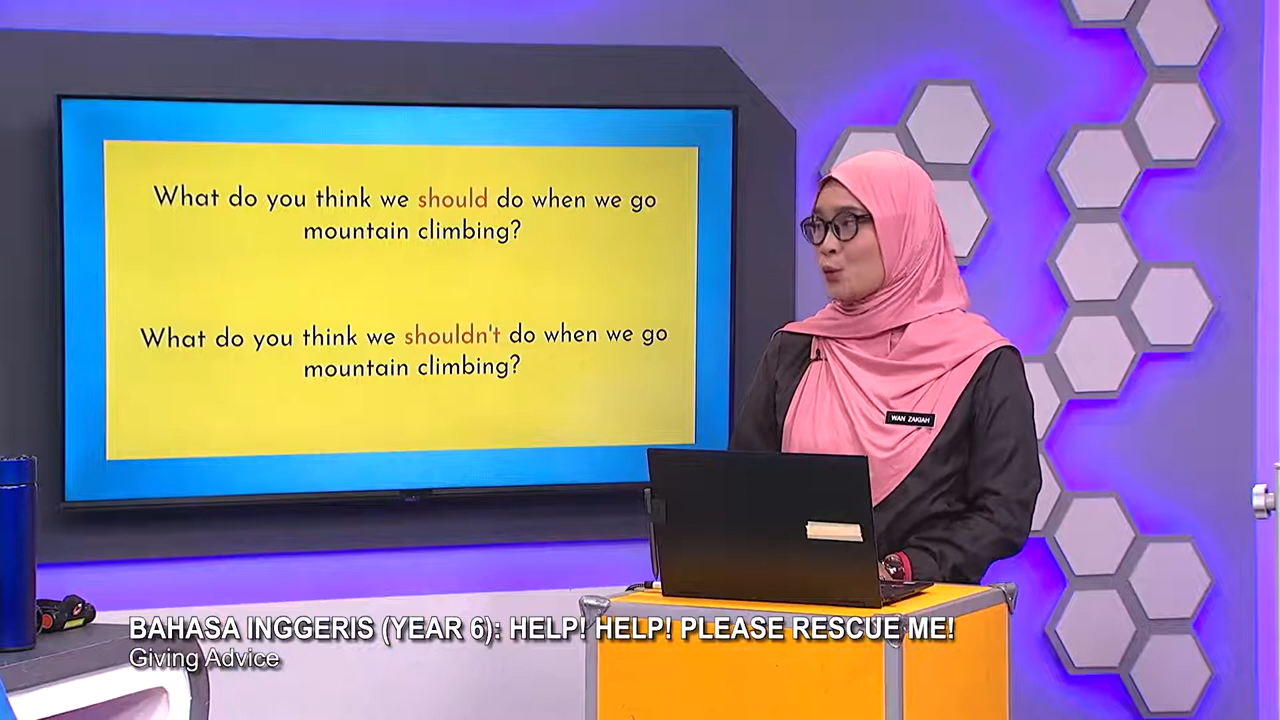 What do you think we should do when we go
mountain climbing?
What do you think we shouldn't do when we go
mountain climbing?
WAN ZAKIAH
BAHASA INGGERIS (YEAR 6): HELP! HELP! PLEASE RESCUE ME!
Giving Advice